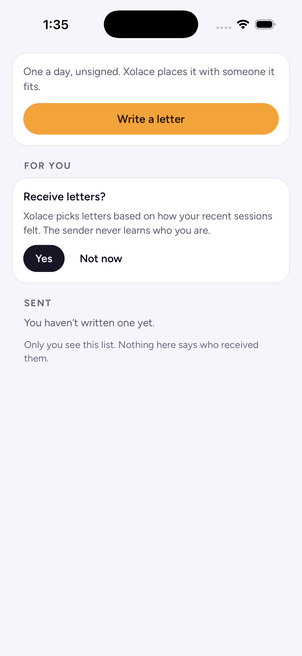 1:35
One a day, unsigned. Xolace places it with someone it
fits.
Write a letter
FOR YOU
Receive letters?
Xolace picks letters based on how your recent sessions
felt. The sender never learns who you are.
Yes Not now
SENT
You haven’t written one yet.
Only you see this list. Nothing here says who received
them.